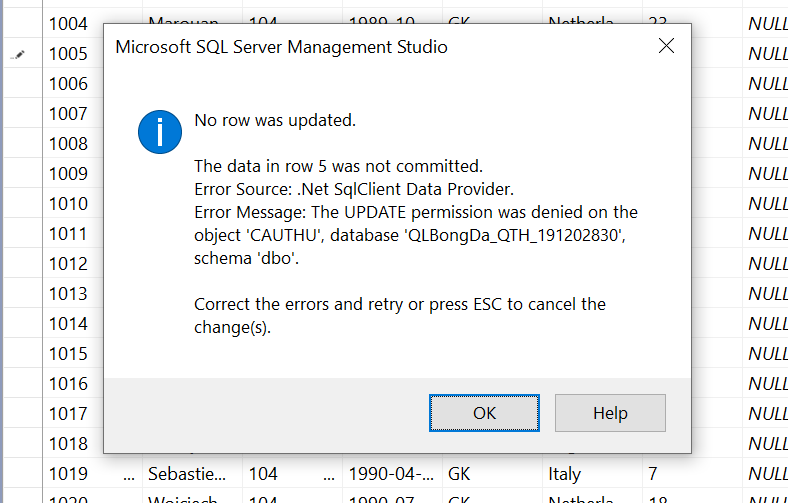 1004 104 1989-10 GK 23 NULL
Microsoft SQL Server Management Studio
1005 NULL
1006 NULL
No row was updated.
1007 NULL
1008 NULL
The data in row 5 was not committed.
1009 NULL
Error Source: .Net SqlClient Data Provider.
1010 NULL
Error Message: The UPDATE permission was denied on the
1011 NULL
object 'CAUTHU', database 'QLBongDa_QTH_191202830',
1012 NULL
schema 'dbo'.
1013 NULL
Correct the errors and retry or press ESC to cancel the
1014 NULL
change(s).
1015 NULL
1016 NULL
1017 NULL
OK Help
1018 NULL
1019 ... Sebastie... 104 ... 1990-04-... GK Italy 7 NULL
1020 104 1990-07 GK 18 NULL